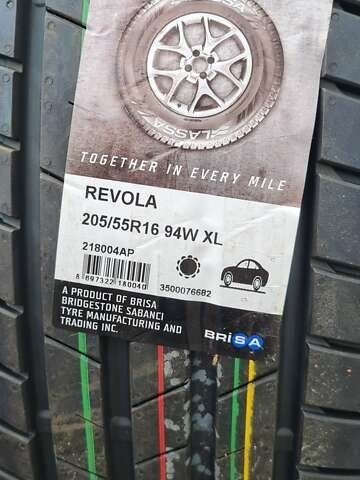 LASSA
TOGETHER IN EVERY MILE
REVOLA
205/55R16 94W XL
218004AP
8 697322 180040
3500076682
A PRODUCT OF BRISA
BRIDGESTONE SABANCI
TYRE MANUFACTURING AND
TRADING INC.
BRiSA